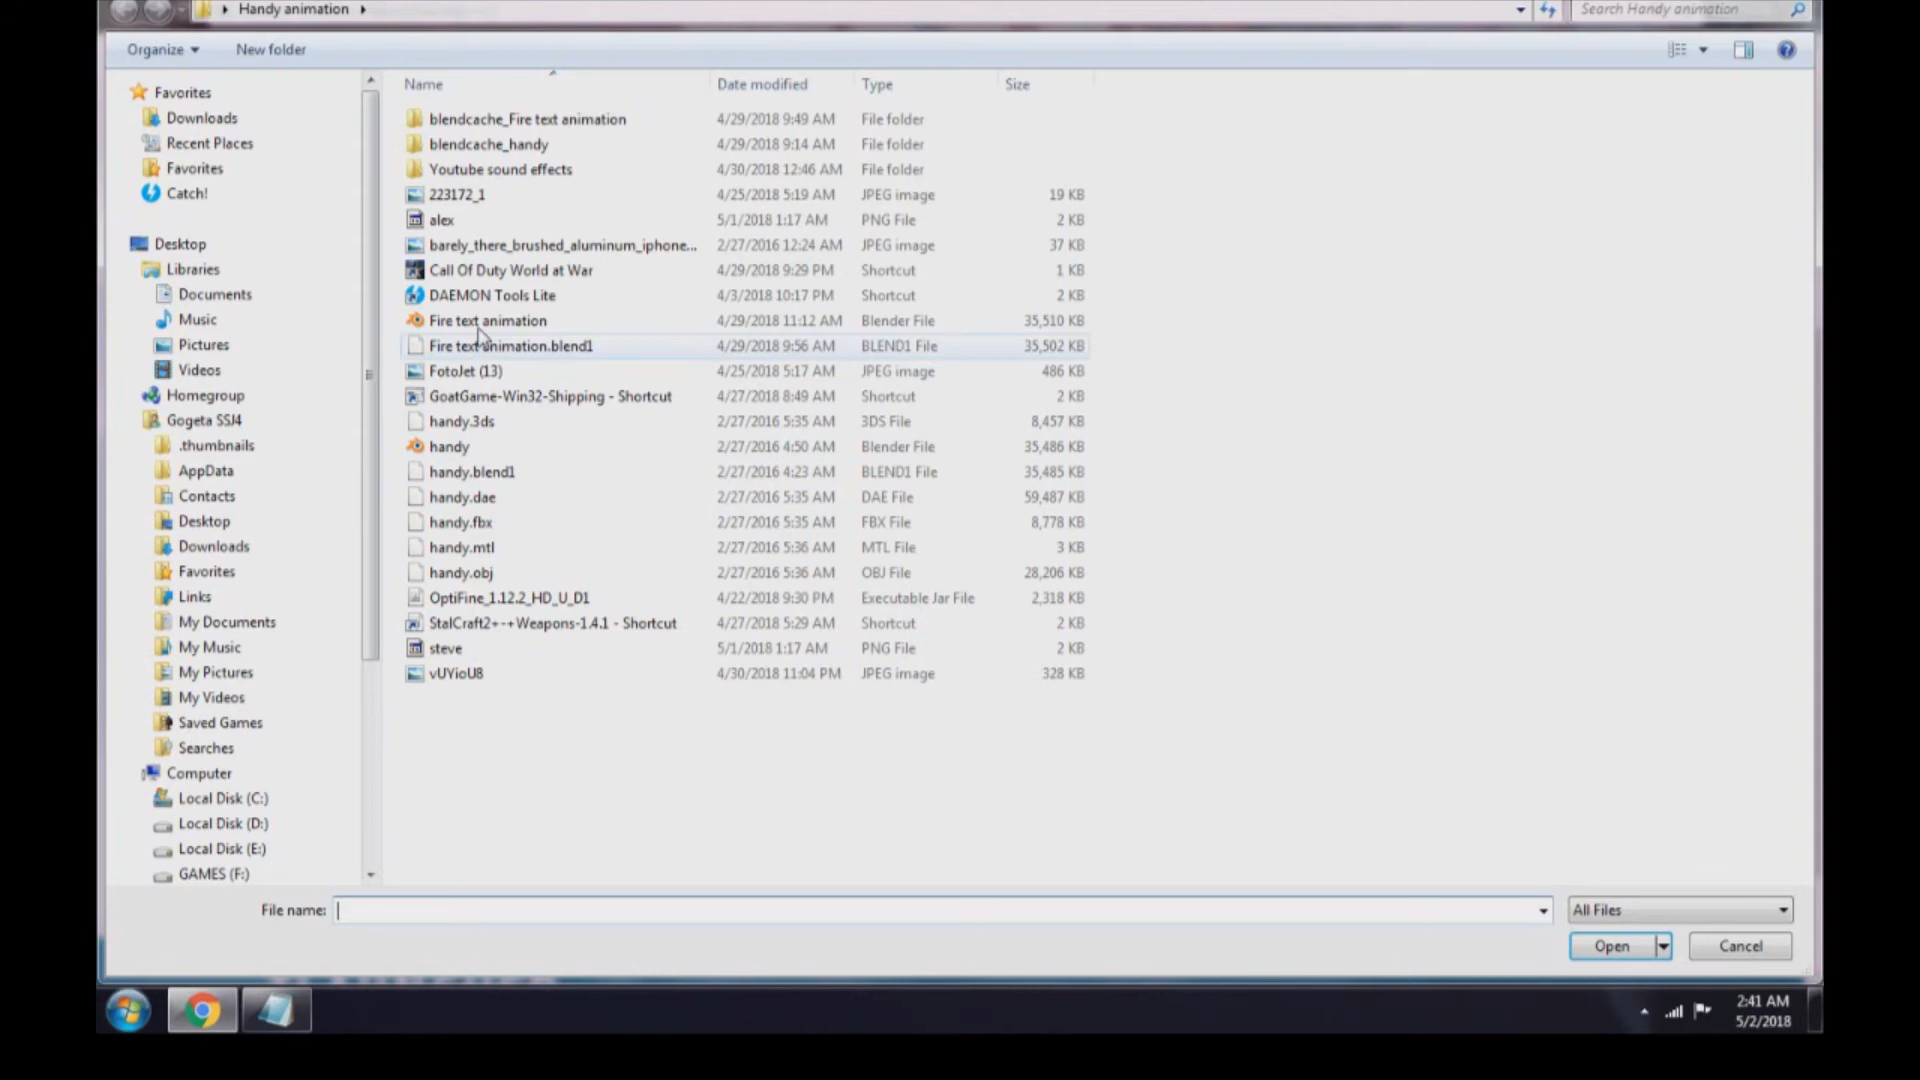 Handy animation
Search Handy animation
Organize
New folder
Name Date modified Type Size
blendcache_Fire text animation 4/29/2018 9:49 AM File folder
blendcache_handy 4/29/2018 9:14 AM File folder
Youtube sound effects 4/30/2018 12:46 AM File folder
223172_1 4/25/2018 5:19 AM JPEG image 19 KB
alex 5/1/2018 1:17 AM PNG File 2 KB
barely_there_brushed_aluminum_iphone... 2/27/2016 12:24 AM JPEG image 37 KB
Call Of Duty World at War 4/29/2018 9:29 PM Shortcut 1 KB
DAEMON Tools Lite 4/3/2018 10:17 PM Shortcut 2 KB
Fire text animation 4/29/2018 11:12 AM Blender File 35,510 KB
Fire text animation.blend1 4/29/2018 9:56 AM BLEND1 File 35,502 KB
FotoJet (13) 4/25/2018 5:17 AM JPEG image 486 KB
GoatGame-Win32-Shipping - Shortcut 4/27/2018 8:49 AM Shortcut 2 KB
handy.3ds 2/27/2016 5:35 AM 3DS File 8,457 KB
handy 2/27/2016 4:50 AM Blender File 35,486 KB
handy.blend1 2/27/2016 4:23 AM BLEND1 File 35,485 KB
handy.dae 2/27/2016 5:35 AM DAE File 59,487 KB
handy.fbx 2/27/2016 5:35 AM FBX File 8,778 KB
handy.mtl 2/27/2016 5:36 AM MTL File 3 KB
handy.obj 2/27/2016 5:36 AM OBJ File 28,206 KB
OptiFine_1.12.2_HD_U_D1 4/22/2018 9:30 PM Executable Jar File 2,318 KB
StalCraft2+-+Weapons-1.4.1 - Shortcut 4/27/2018 5:29 AM Shortcut 2 KB
steve 5/1/2018 1:17 AM PNG File 2 KB
vUYioU8 4/30/2018 11:04 PM JPEG image 328 KB
Favorites
Downloads
Recent Places
Favorites
Catch!
Desktop
Libraries
Documents
Music
Pictures
Videos
Homegroup
Gogeta SSJ4
.thumbnails
AppData
Contacts
Desktop
Downloads
Favorites
Links
My Documents
My Music
My Pictures
My Videos
Saved Games
Searches
Computer
Local Disk (C:)
Local Disk (D:)
Local Disk (E:)
GAMES (F:)
File name:
All Files
Open
Cancel
2:41 AM
5/2/2018